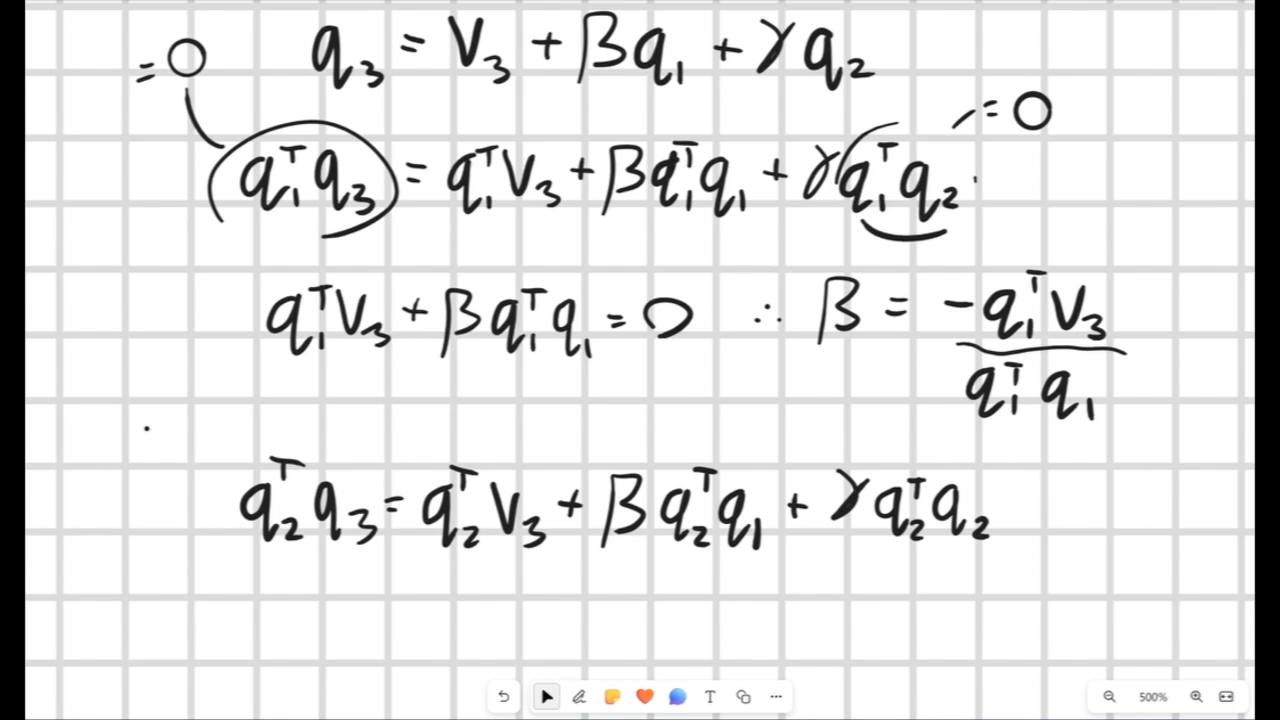 q₃ = v₃ + βq₁ + γq₂
= 0
= 0
q₁ᵀq₃ = q₁ᵀv₃ + βq₁ᵀq₁ + γq₁ᵀq₂
q₁ᵀv₃ + βq₁ᵀq₁ = 0 ∴ β = -q₁ᵀv₃ / q₁ᵀq₁
q₂ᵀq₃ = q₂ᵀv₃ + βq₂ᵀq₁ + γq₂ᵀq₂
T
500%